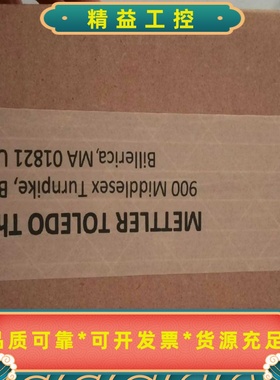 精益工控
METTLER TOLEDO Th
900 Middlesex Turnpike, B
Billerica, MA 01821 U
品质可靠*可开发票*货源充足